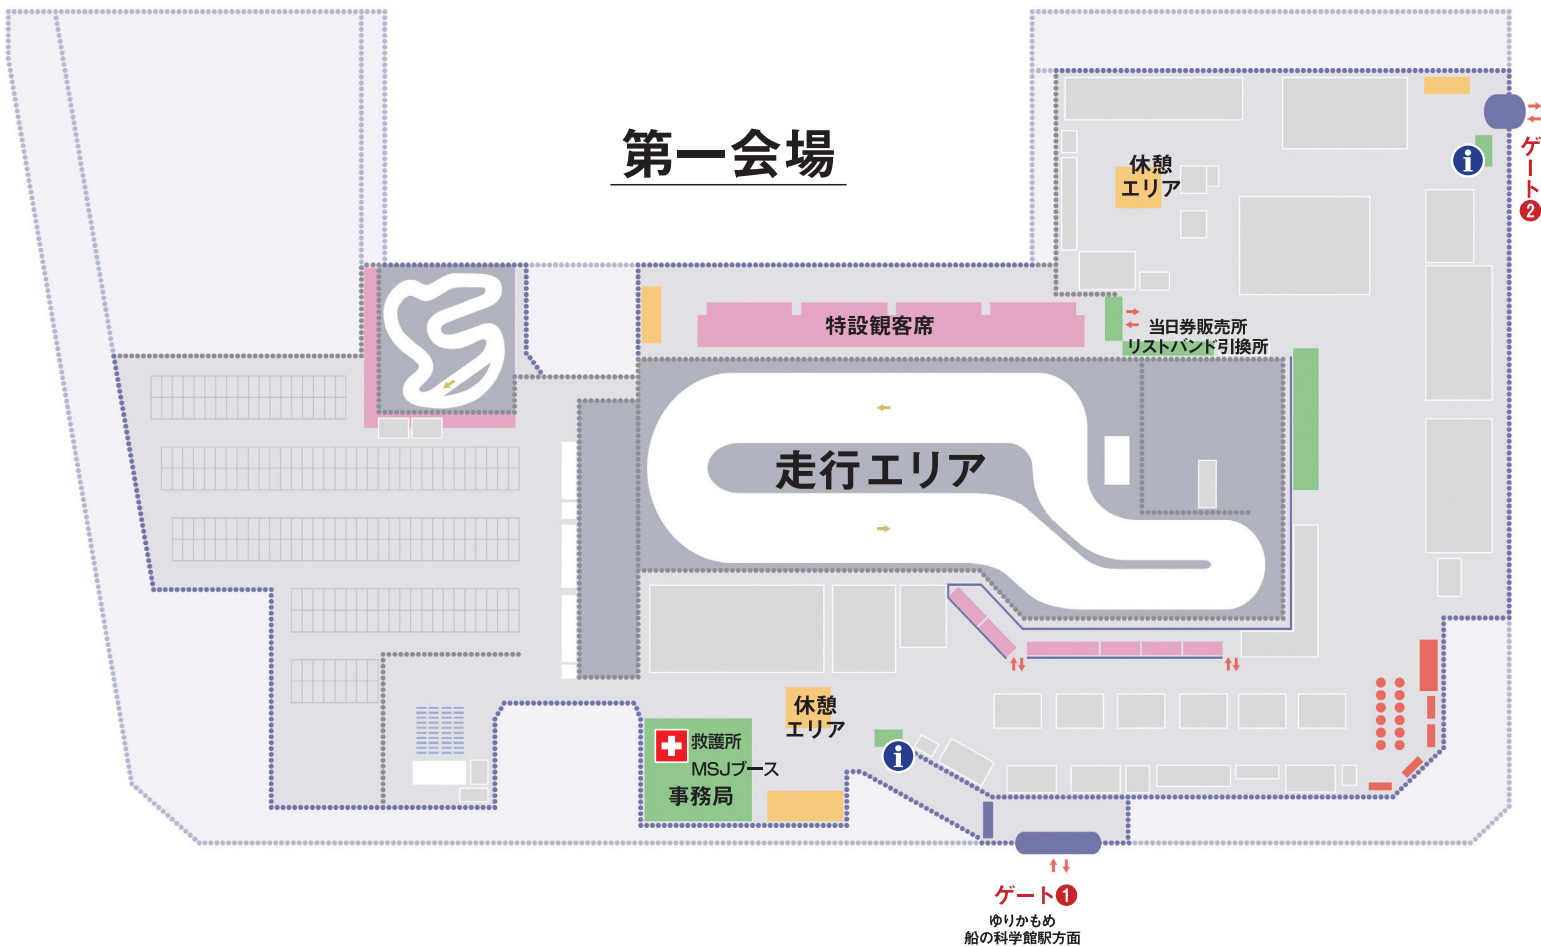 第一会場
休憩
エリア
ゲート2
特設観客席
当日券販売所
リストバンド引換所
走行エリア
休憩
エリア
救護所
MSJブース
事務局
i
i
ゲート1
ゆりかもめ
船の科学館駅方面